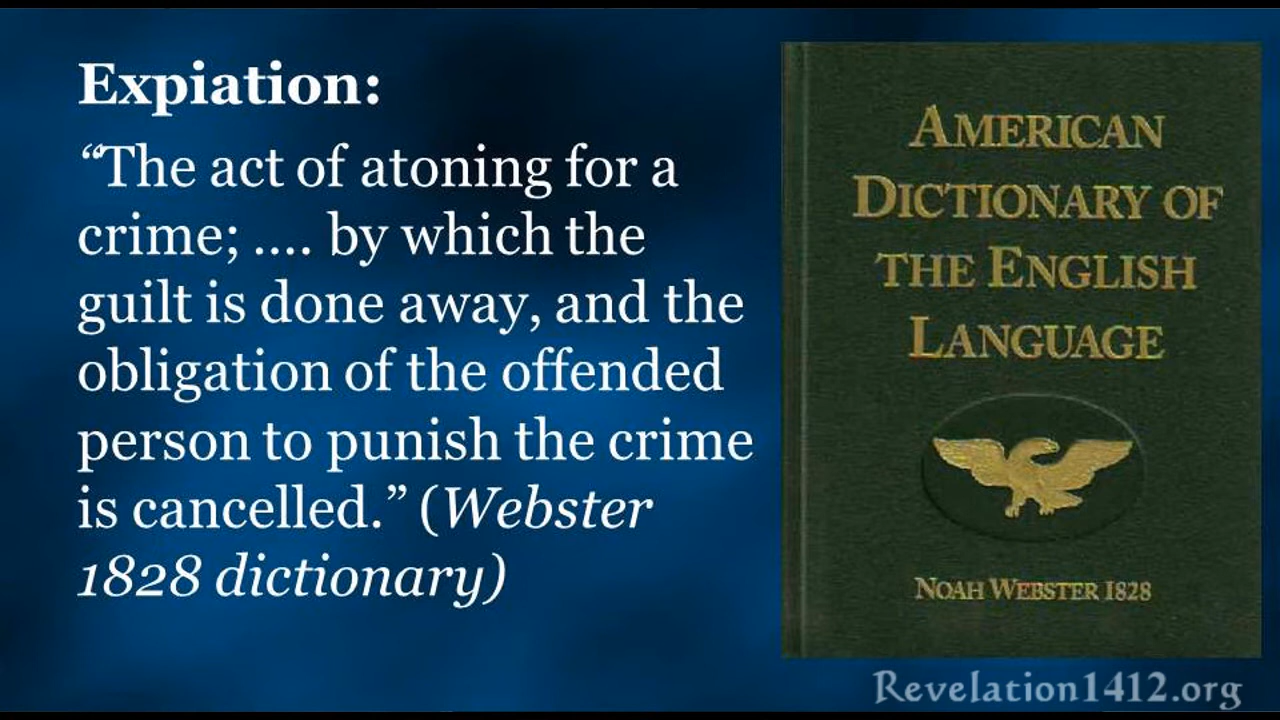 Expiation:
“The act of atoning for a
crime; .... by which the
guilt is done away, and the
obligation of the offended
person to punish the crime
is cancelled.” (Webster
1828 dictionary)
AMERICAN
DICTIONARY OF
THE ENGLISH
LANGUAGE
NOAH WEBSTER 1828
Revelation1412.org